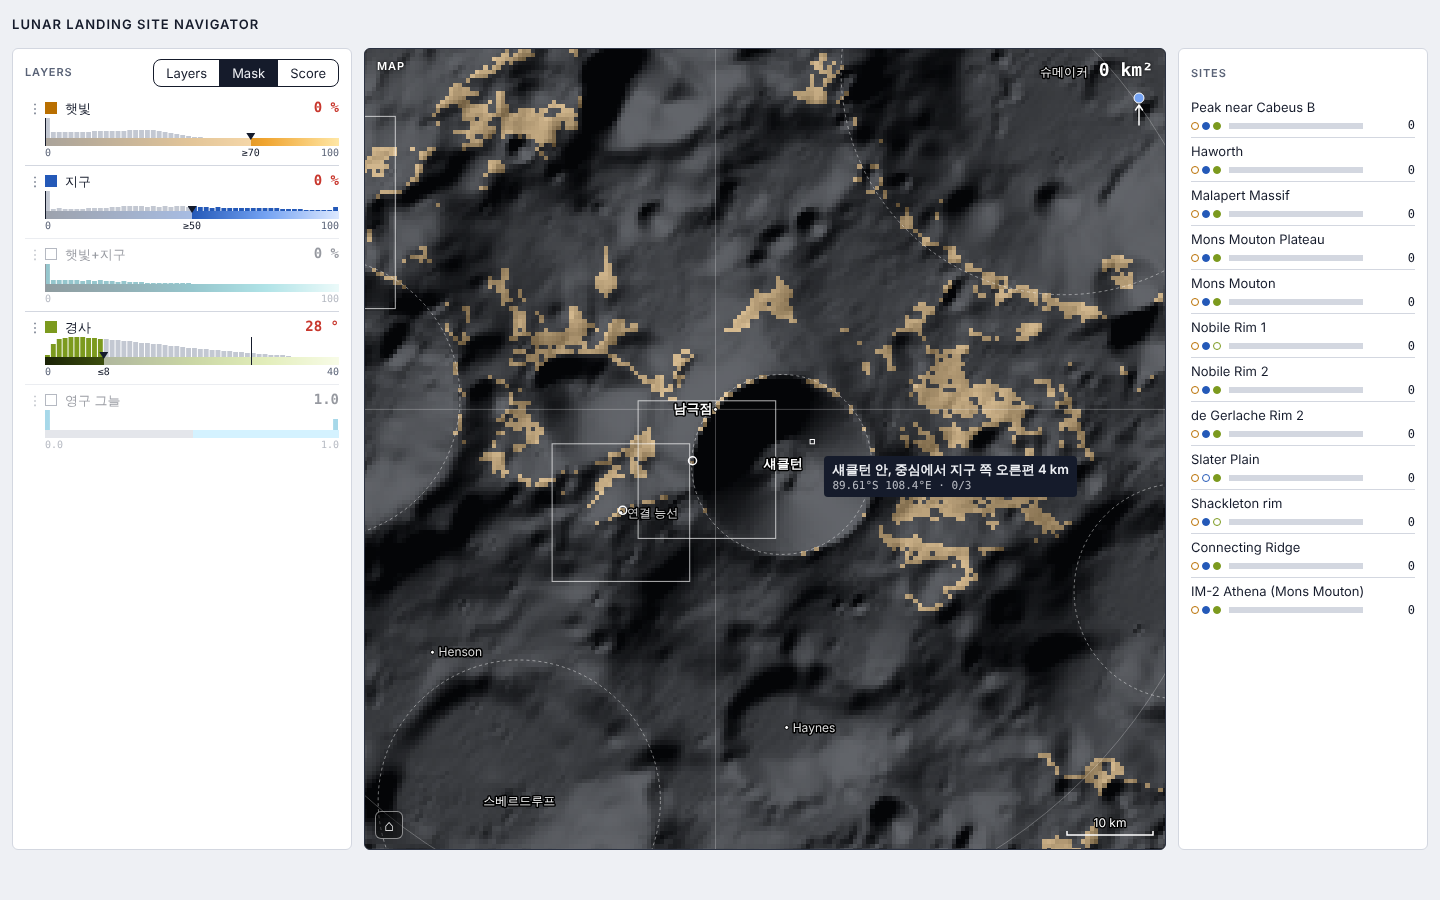 LUNAR LANDING SITE NAVIGATOR
LAYERS
Layers Mask Score
햇빛 0 %
0 ≥70 100
지구 0 %
0 ≥50 100
햇빛+지구 0 %
0 100
경사 28 °
0 ≤8 40
영구 그늘 1.0
0.0 1.0
MAP
슈메이커 0 km²
남극점
섀클턴
섀클턴 안, 중심에서 지구 쪽 오른편 4 km
89.61°S 108.4°E · 0/3
연결 능선
Henson
Haynes
스베르드루프
10 km
SITES
Peak near Cabeus B
0
Haworth
0
Malapert Massif
0
Mons Mouton Plateau
0
Mons Mouton
0
Nobile Rim 1
0
Nobile Rim 2
0
de Gerlache Rim 2
0
Slater Plain
0
Shackleton rim
0
Connecting Ridge
0
IM-2 Athena (Mons Mouton)
0